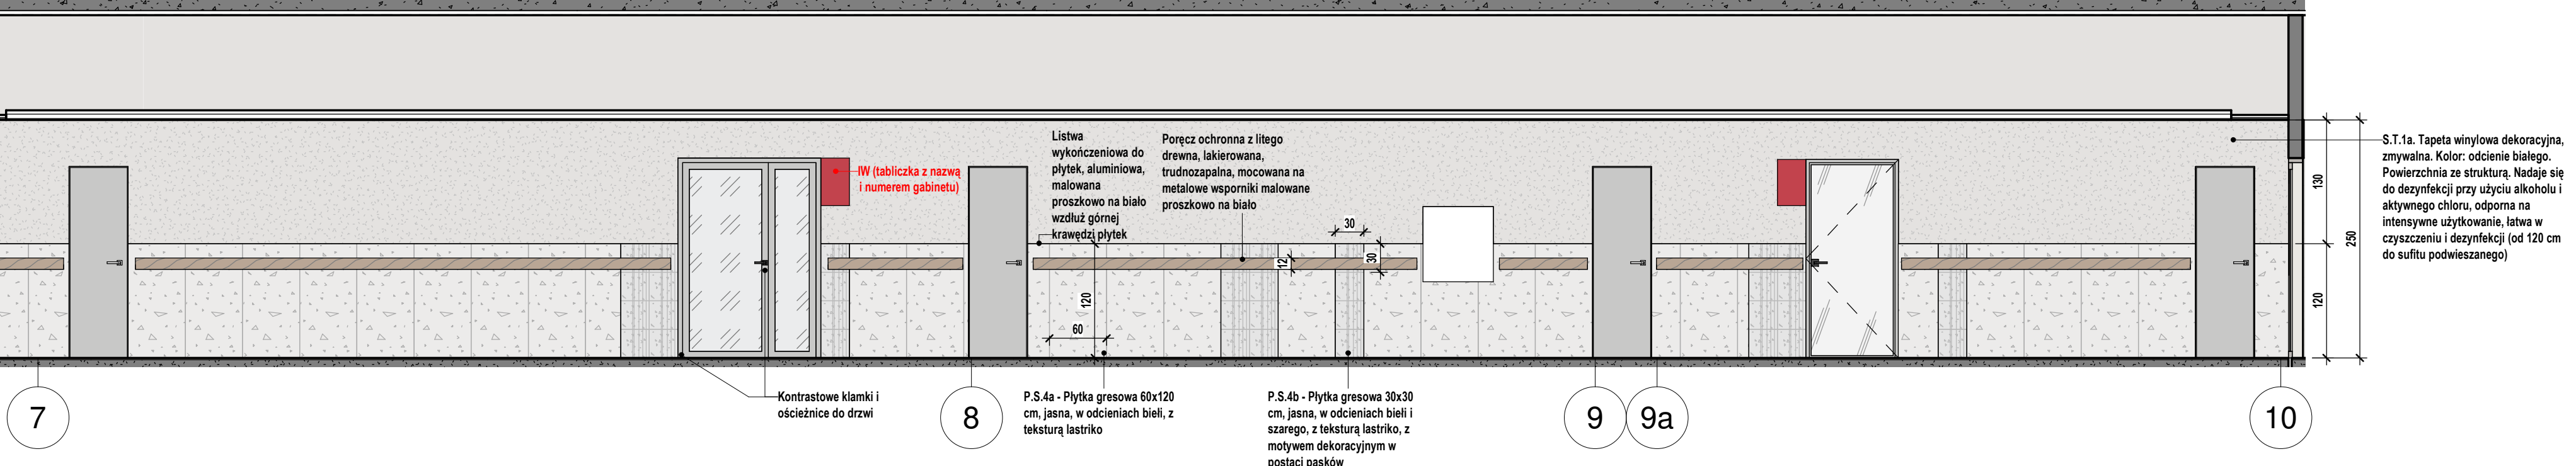 Listwa
wykończeniowa do
płytek, aluminiowa,
malowana
proszkowo na biało
wzdłuż górnej
krawędzi płytek
Poręcz ochronna z litego
drewna, lakierowana,
trudnozapalna, mocowana na
metalowe wsporniki malowane
proszkowo na biało
IW (tabliczka z nazwą
i numerem gabinetu)
S.T.1a. Tapeta winylowa dekoracyjna,
zmywalna. Kolor: odcienie białego.
Powierzchnia ze strukturą. Nadaje się
do dezynfekcji przy użyciu alkoholu i
aktywnego chloru, odporna na
intensywne użytkowanie, łatwa w
czyszczeniu i dezynfekcji (od 120 cm
do sufitu podwieszanego)
30
12
30
120
60
130
250
120
Kontrastowe klamki i
ościeżnice do drzwi
P.S.4a - Płytka gresowa 60x120
cm, jasna, w odcieniach bieli, z
teksturą lastriko
P.S.4b - Płytka gresowa 30x30
cm, jasna, w odcieniach bieli i
szarego, z teksturą lastriko, z
motywem dekoracyjnym w
postaci pasków
7
8
9
9a
10